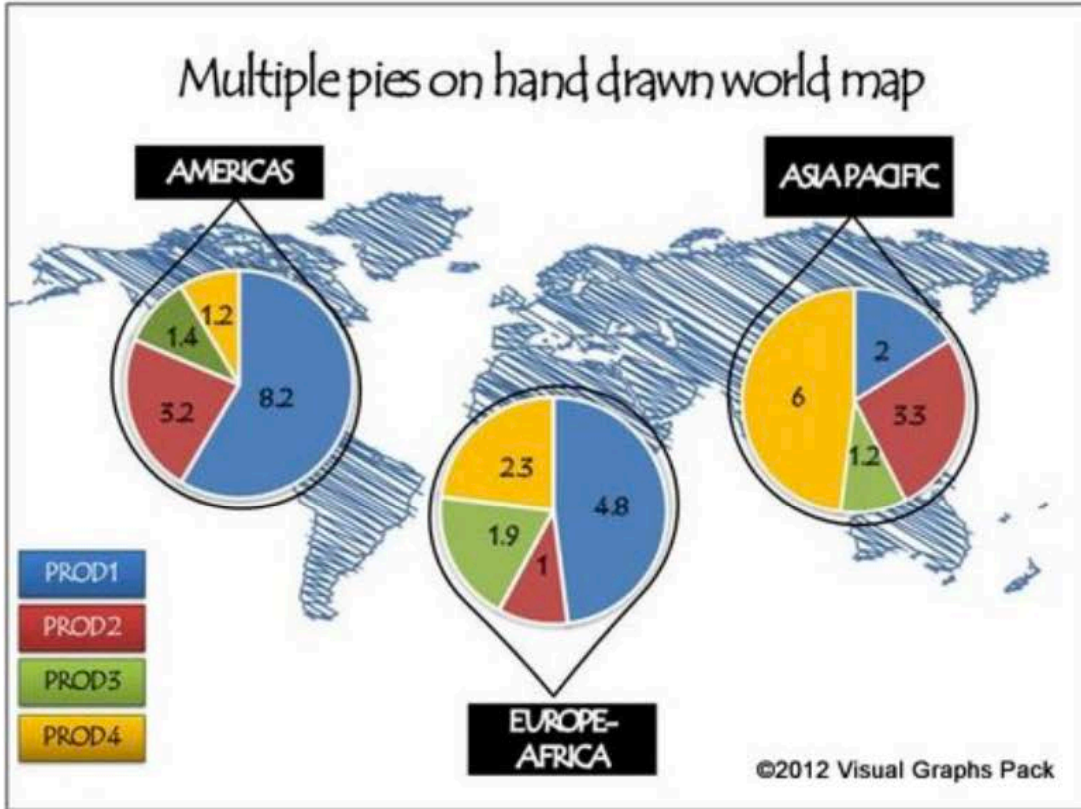 Multiple pies on hand drawn world map
AMERICAS
ASIA PACIFIC
1.2
1.4
3.2
8.2
2
6
3.3
1.2
2.3
4.8
1.9
1
PROD1
PROD2
PROD3
PROD4
EUROPE-
AFRICA
©2012 Visual Graphs Pack